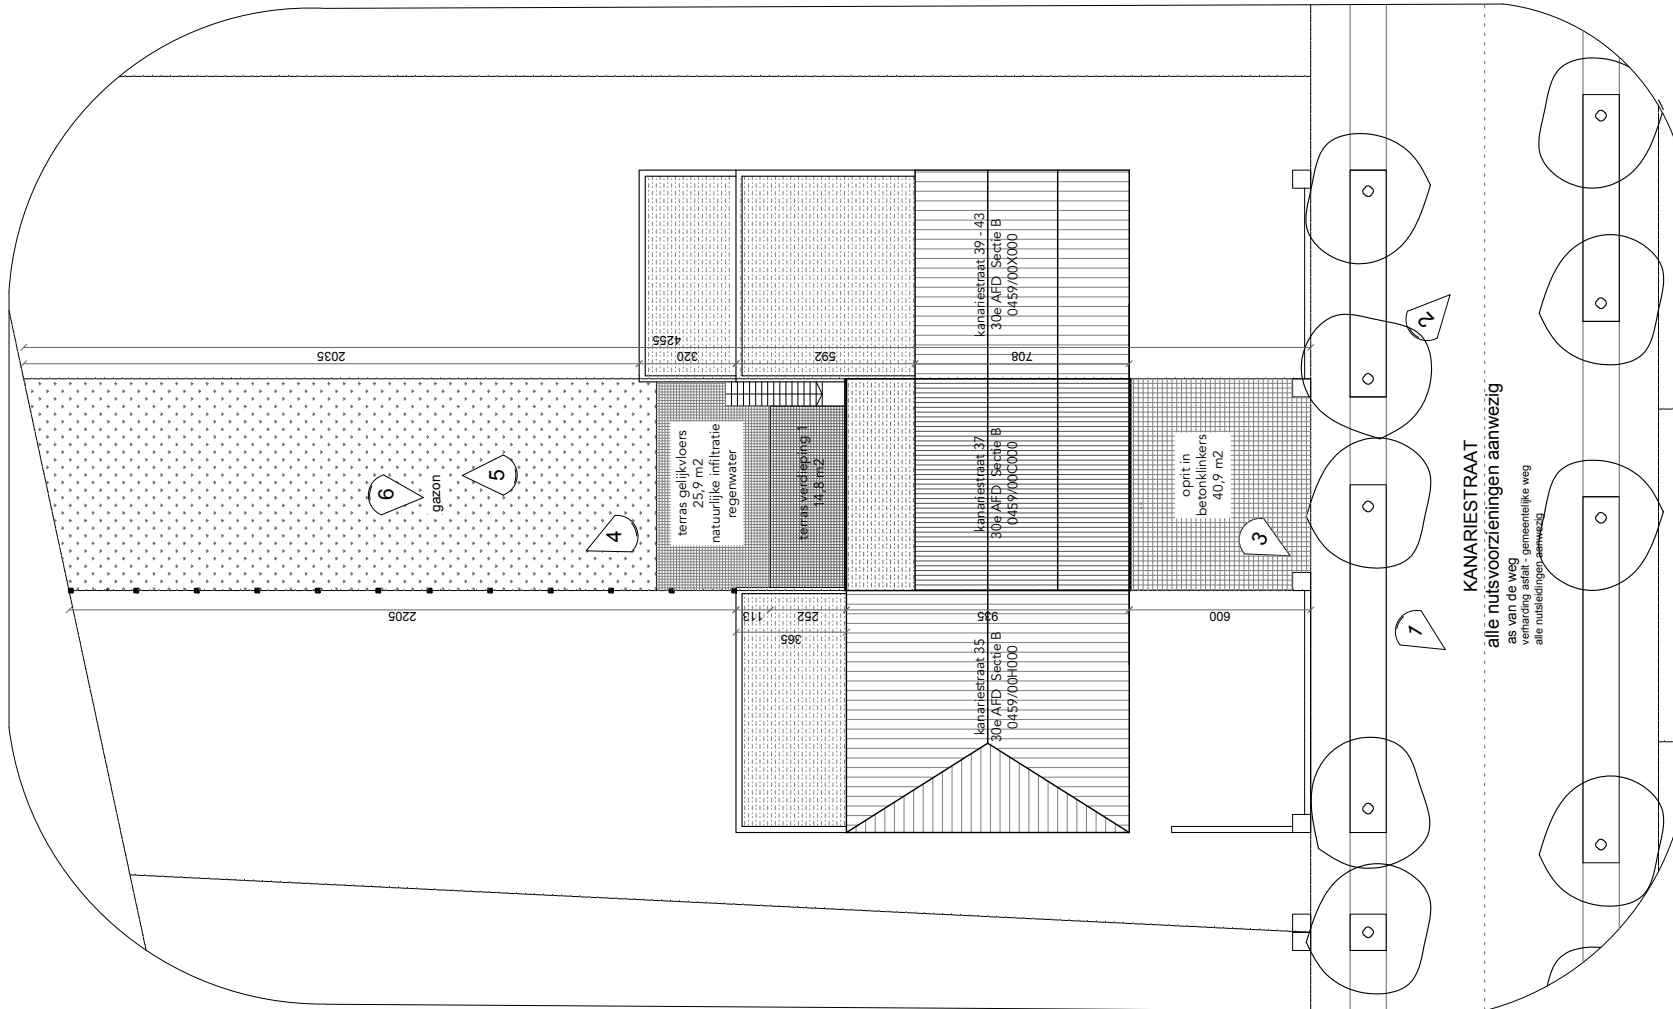 2035
4255
320
592
708
kanariestraat 39 - 43
30e AFD Sectie B
0459/00X000
6
gazon
5
4
terras gelijkvloers
25,9 m2
natuurlijke infiltratie
regenwater
terras verdieping 1
14,8 m2
kanariestraat 37
30e AFD Sectie B
0459/00C000
oprit in
betonklinkers
40,9 m2
3
2
1
2205
113
252
365
935
600
kanariestraat 35
30e AFD Sectie B
0459/00H000
KANARIESTRAAT
alle nutsvoorzieningen aanwezig
as van de weg
verharding asfalt - gemeentelijke weg
alle nutsleidingen aanwezig